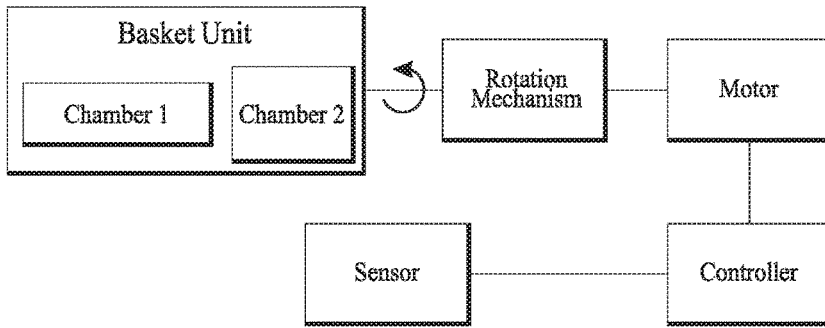 Basket Unit
Chamber 1
Chamber 2
Rotation
Mechanism
Motor
Sensor
Controller